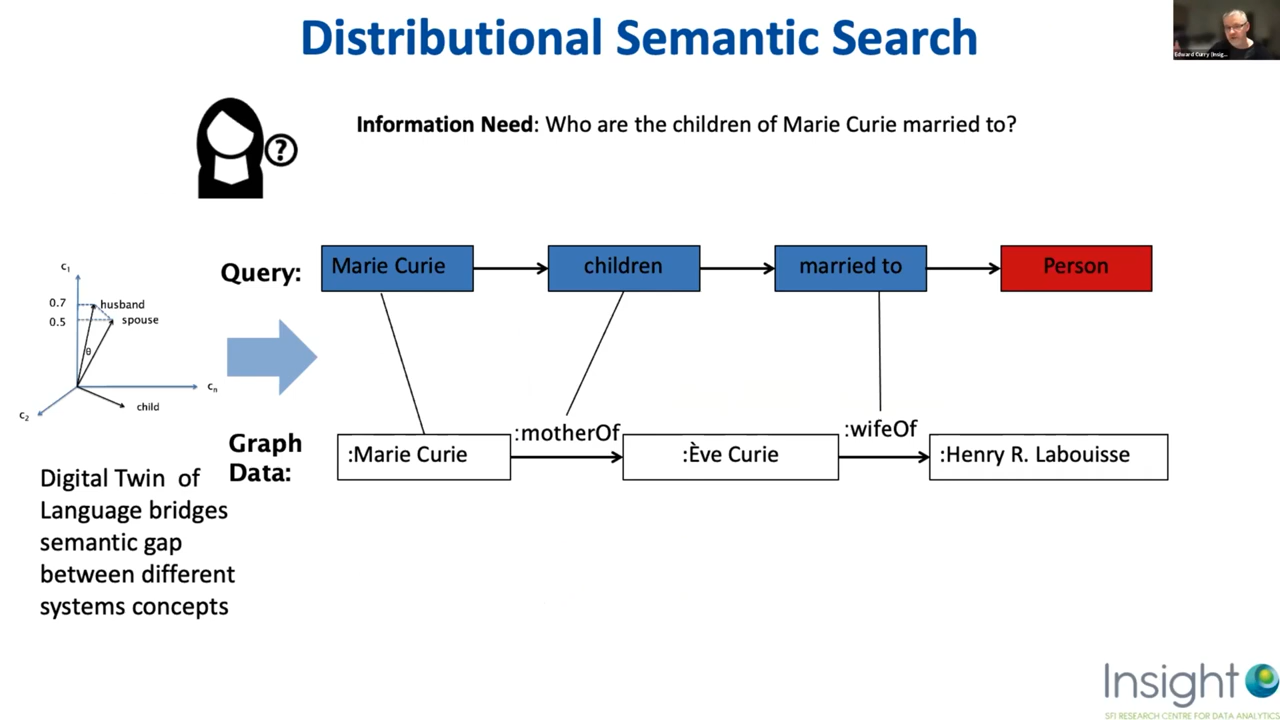 Distributional Semantic Search
Edward Curry (Insig...
Information Need: Who are the children of Marie Curie married to?
?
Query:
Marie Curie
children
married to
Person
c1
0.7
husband
0.5
spouse
θ
cn
c2
child
Graph
Data:
:Marie Curie
:motherOf
:Ève Curie
:wifeOf
:Henry R. Labouisse
Digital Twin of
Language bridges
semantic gap
between different
systems concepts
Insight
SFI RESEARCH CENTRE FOR DATA ANALYTICS